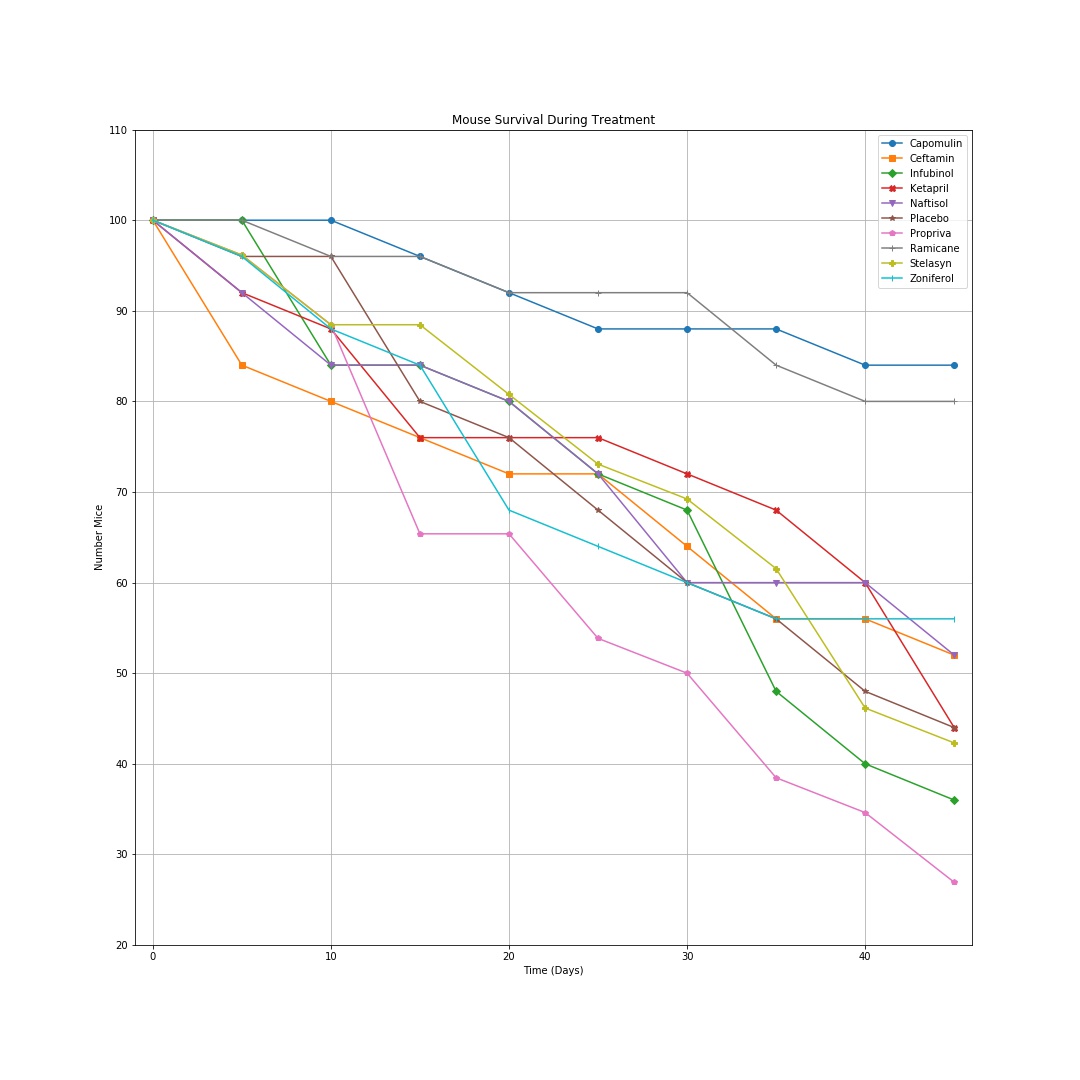 Mouse Survival During Treatment
110
100
90
80
70
60
50
40
30
20
Number Mice
0 10 20 30 40
Time (Days)
Capomulin
Ceftamin
Infubinol
Ketapril
Naftisol
Placebo
Propriva
Ramicane
Stelasyn
Zoniferol